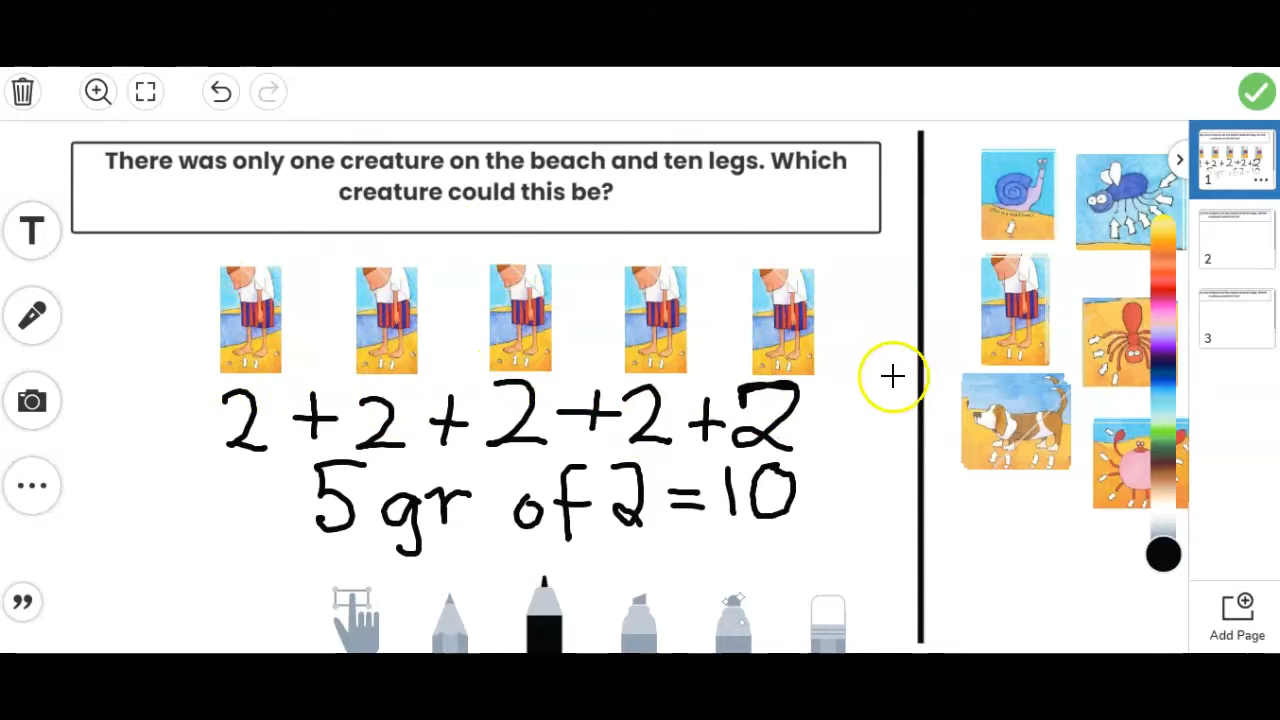 There was only one creature on the beach and ten legs. Which
creature could this be?
T
2 + 2 + 2 + 2 + 2
5 gr of 2 = 10
1
2
3
Add Page